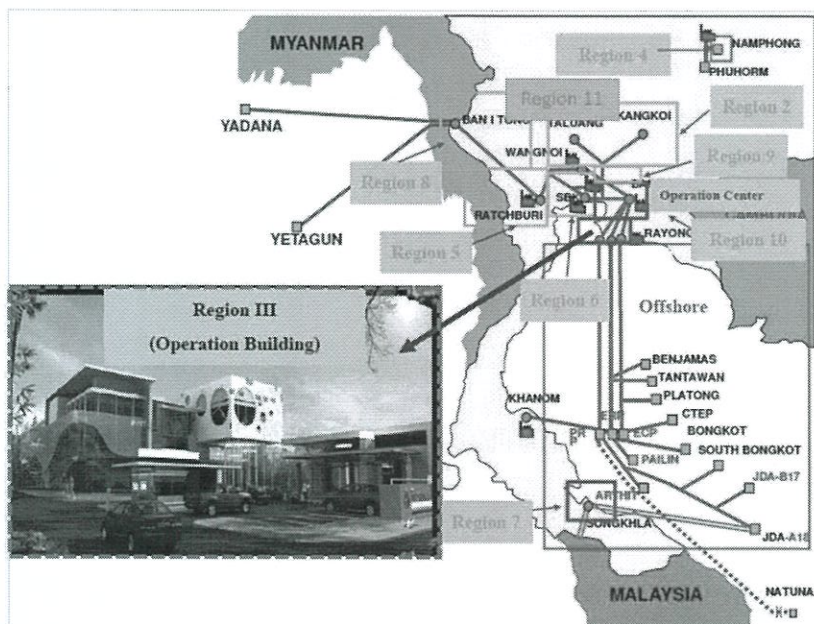 MYANMAR
Region 4
NAMPHONG
PHUHORM
Region 11
Region 2
YADANA
BAN I TONG
TALUANG
KANGKOI
WANGNOI
Region 9
Region 8
Operation Center
RATCHBURI
YETAGUN
Region 5
RAYONG
Region 10
Region 6
Offshore
Region III
(Operation Building)
BENJAMAS
TANTAWAN
PLATONG
KHANOM
ERP
CTEP
PR
ECP
BONGKOT
PAILIN
SOUTH BONGKOT
ARTHIT
JDA-B17
Region 7
SONGKHLA
JDA-A18
MALAYSIA
NATUNA